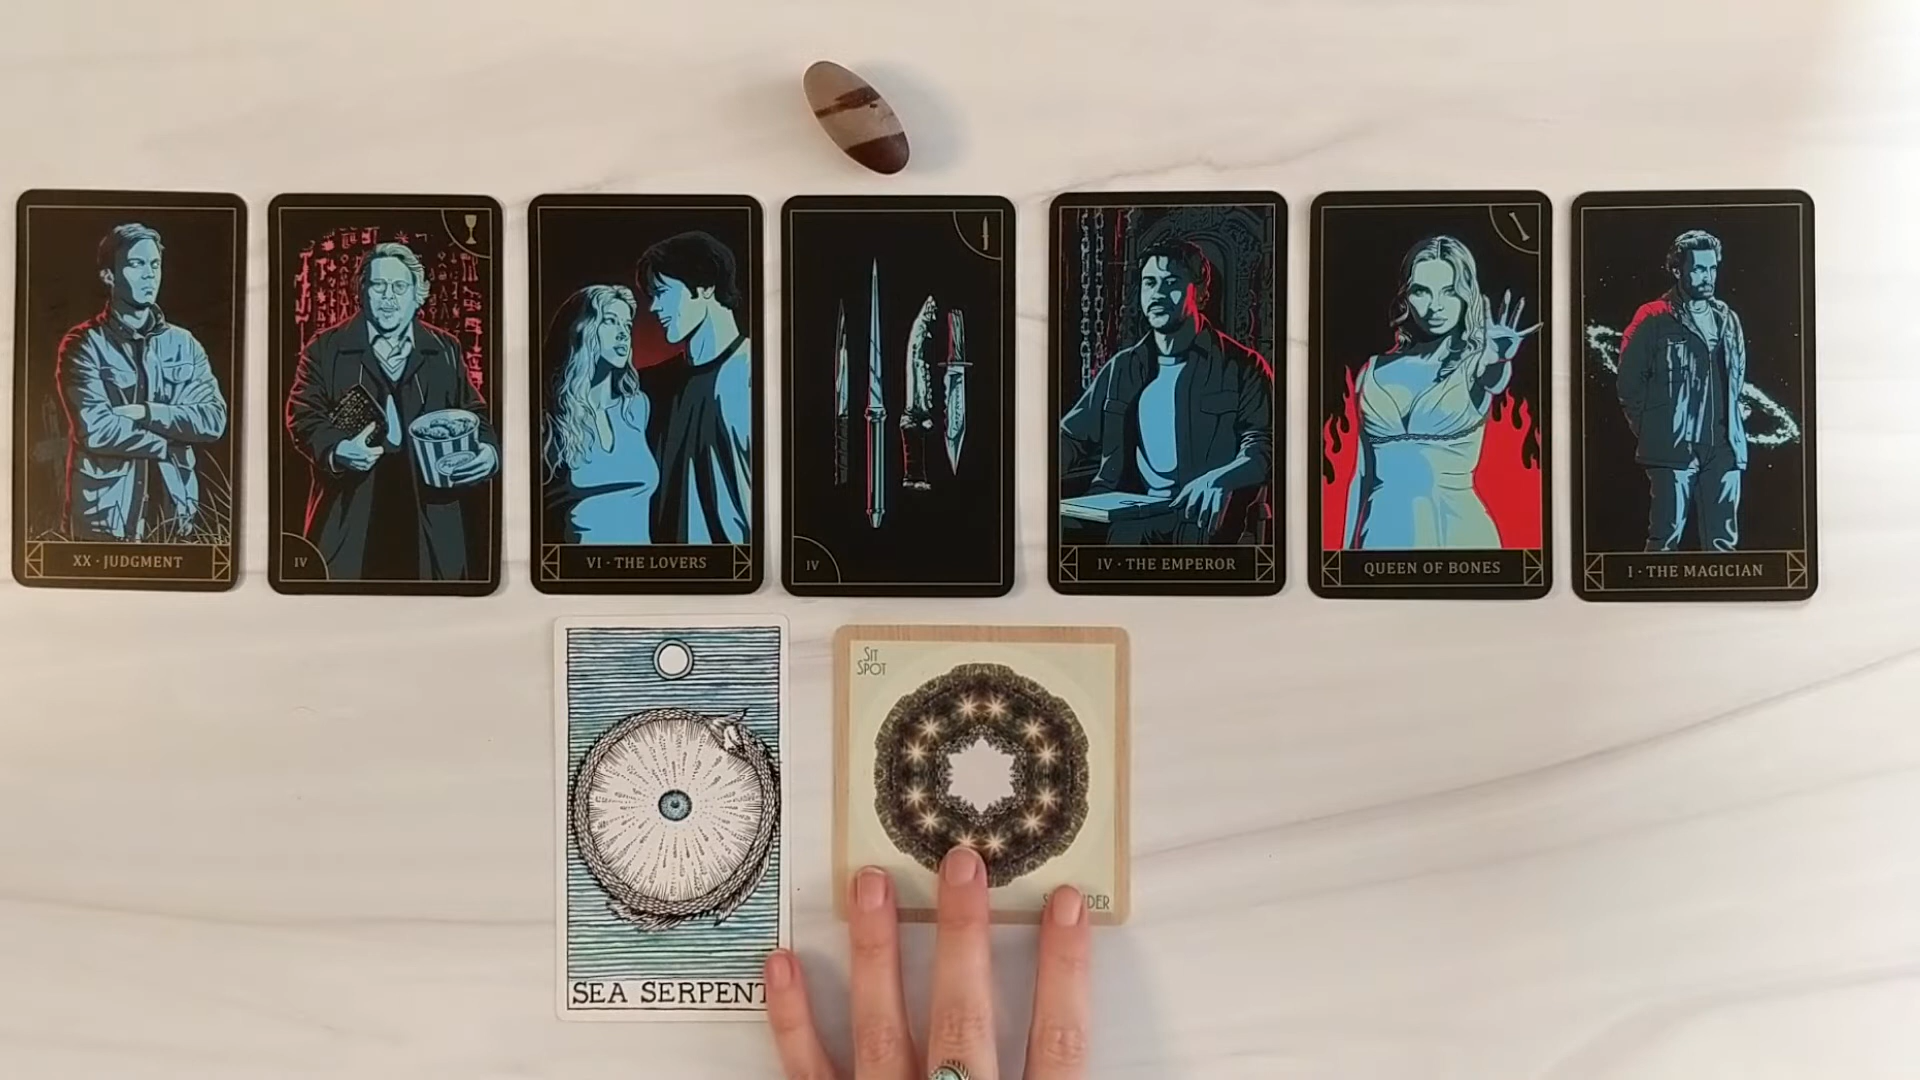 XX · JUDGMENT
IV
VI · THE LOVERS
IV
IV · THE EMPEROR
QUEEN OF BONES
I · THE MAGICIAN
SEA SERPENT
SIT
SPOT